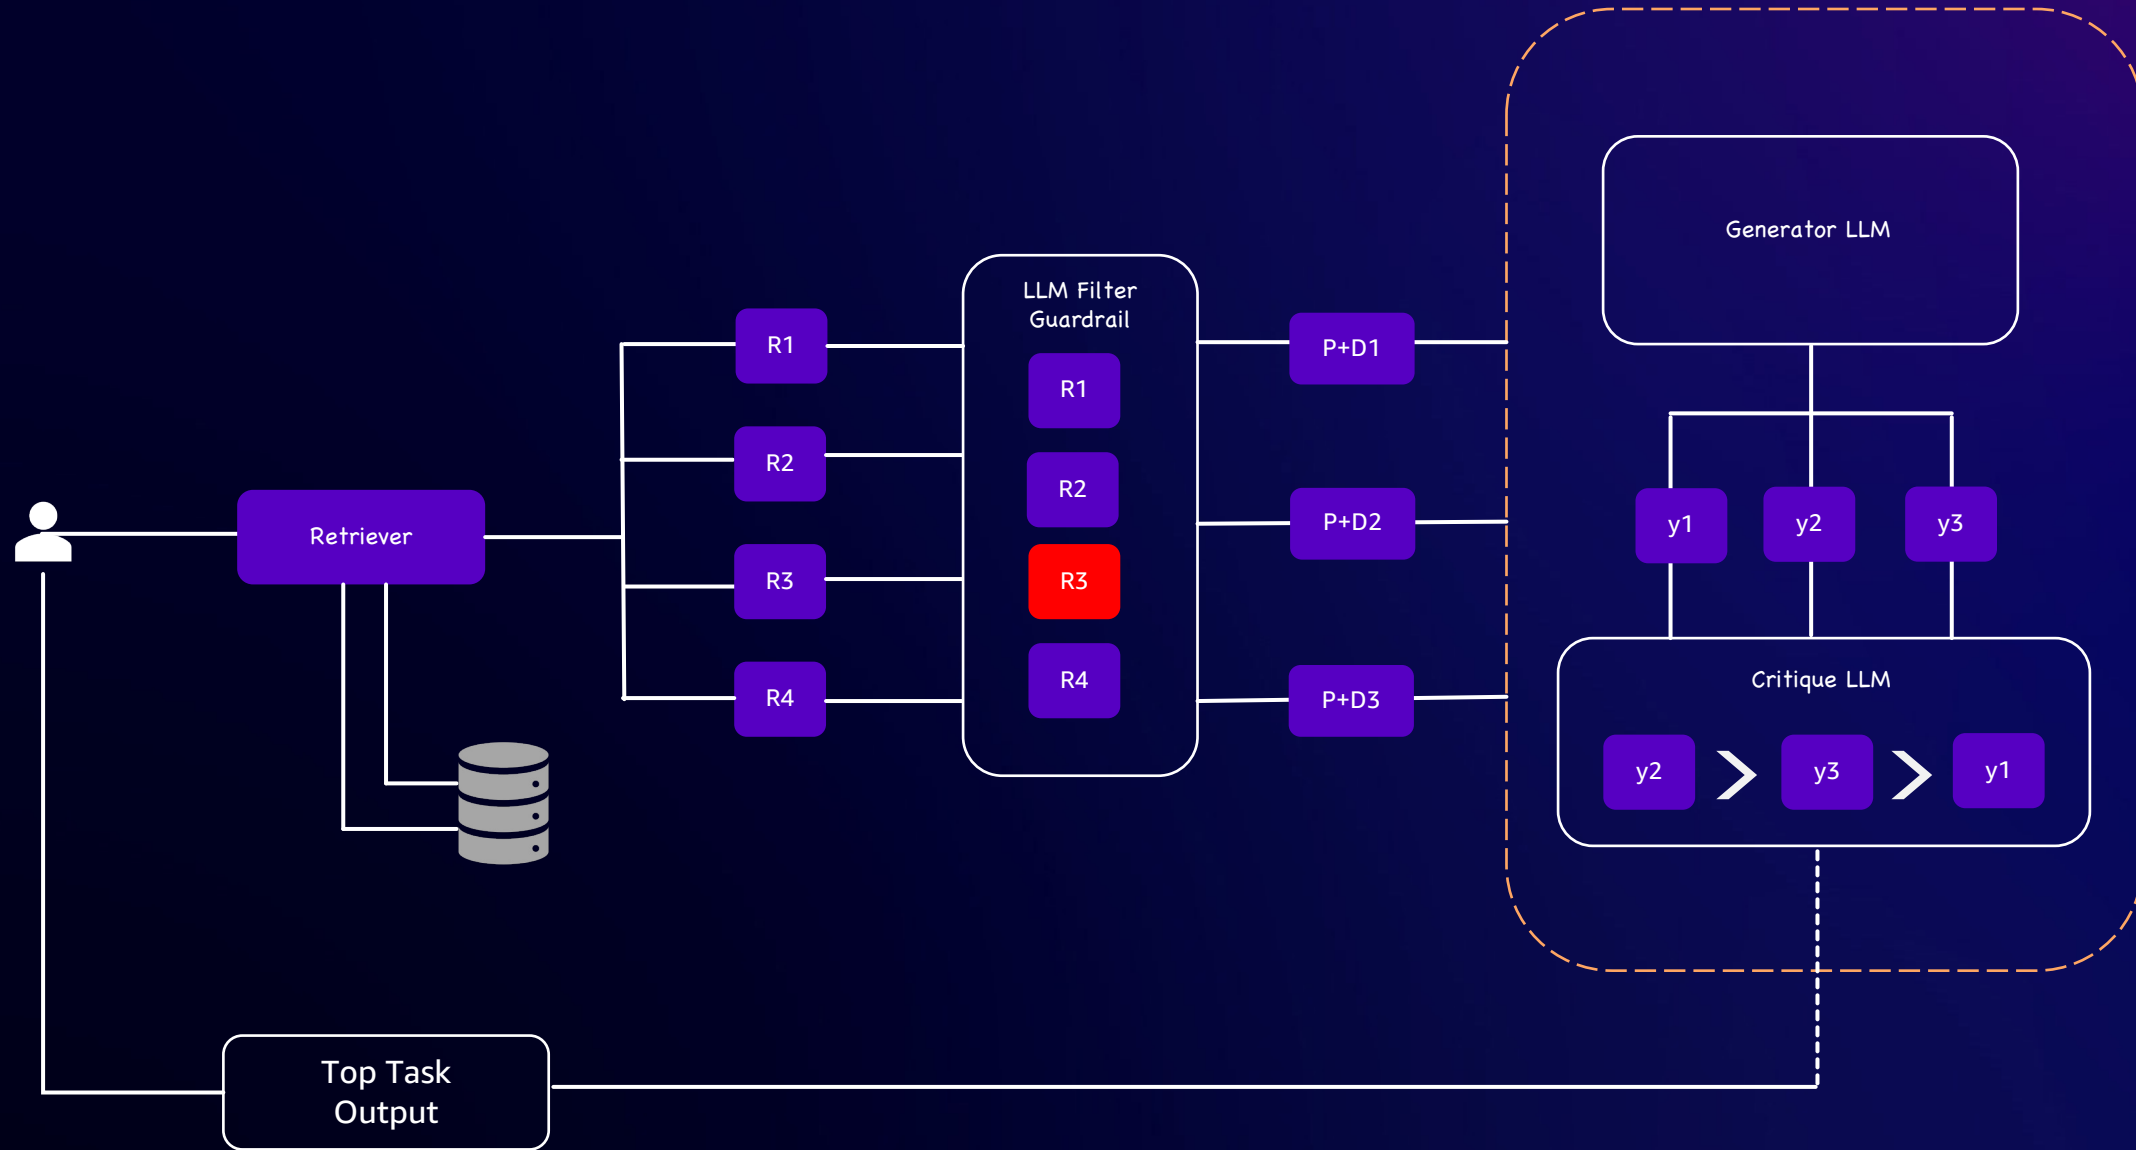 Retriever
R1
R2
R3
R4
LLM Filter
Guardrail
R1
R2
R3
R4
P+D1
P+D2
P+D3
Generator LLM
y1
y2
y3
Critique LLM
y2
y3
y1
Top Task
Output